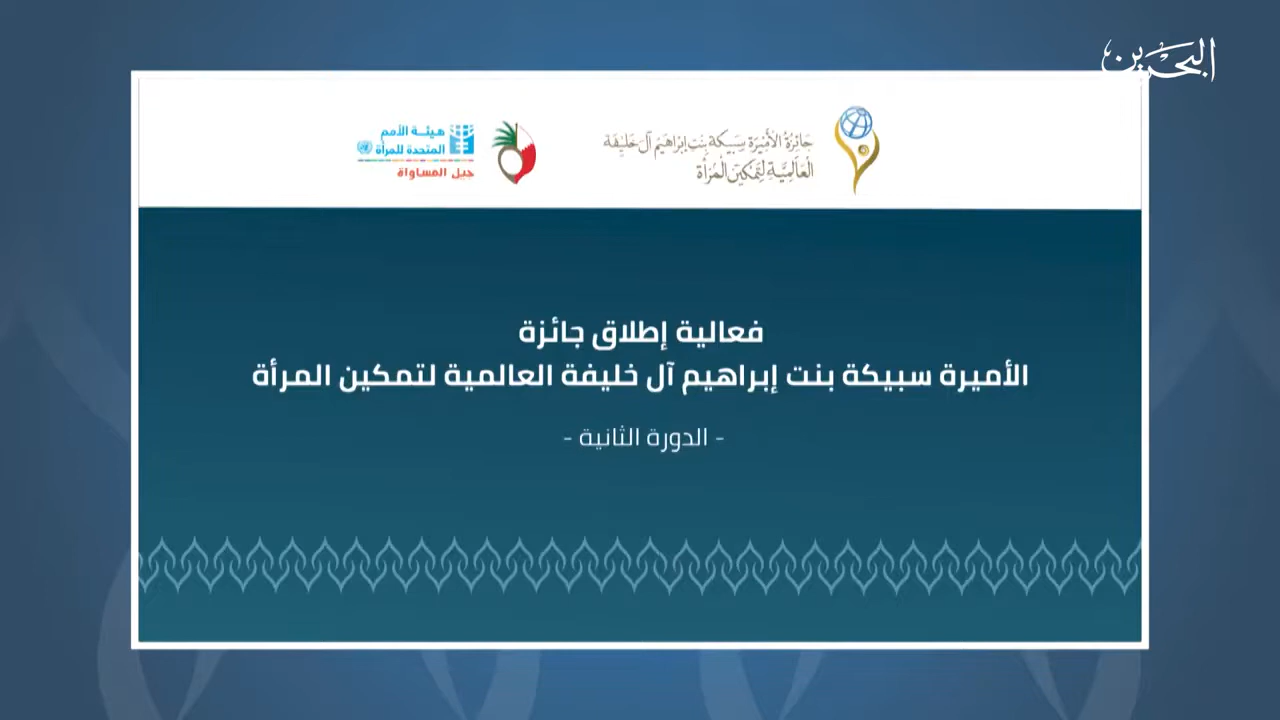 البحرين
جائزة الأميرة سبيكة بنت إبراهيم آل خليفة
العالمية لتمكين المرأة
هيئة الأمم
المتحدة للمرأة
جيل المساواة
فعالية إطلاق جائزة
الأميرة سبيكة بنت إبراهيم آل خليفة العالمية لتمكين المرأة
- الدورة الثانية -